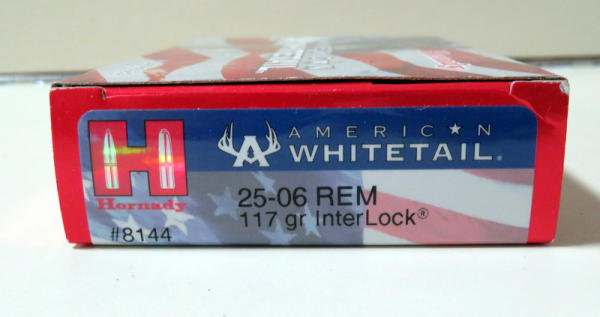 AMERICAN
WHITETAIL®
25-06 REM
117 gr InterLock®
H
Hornady
#8144